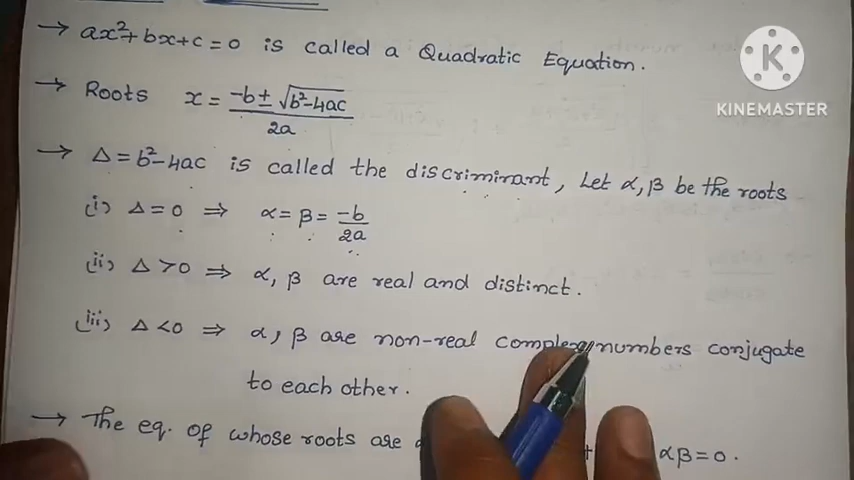 → ax²+bx+c=0 is called a Quadratic Equation.
KINEMASTER
→ Roots x = (-b ± √(b²-4ac)) / 2a
→ Δ = b²-4ac is called the discriminant, Let α, β be the roots
(i) Δ = 0 ⇒ α = β = -b/2a
(ii) Δ > 0 ⇒ α, β are real and distinct.
(iii) Δ < 0 ⇒ α, β are non-real complex numbers conjugate
to each other.
→ The eq. of whose roots are αβ = 0.